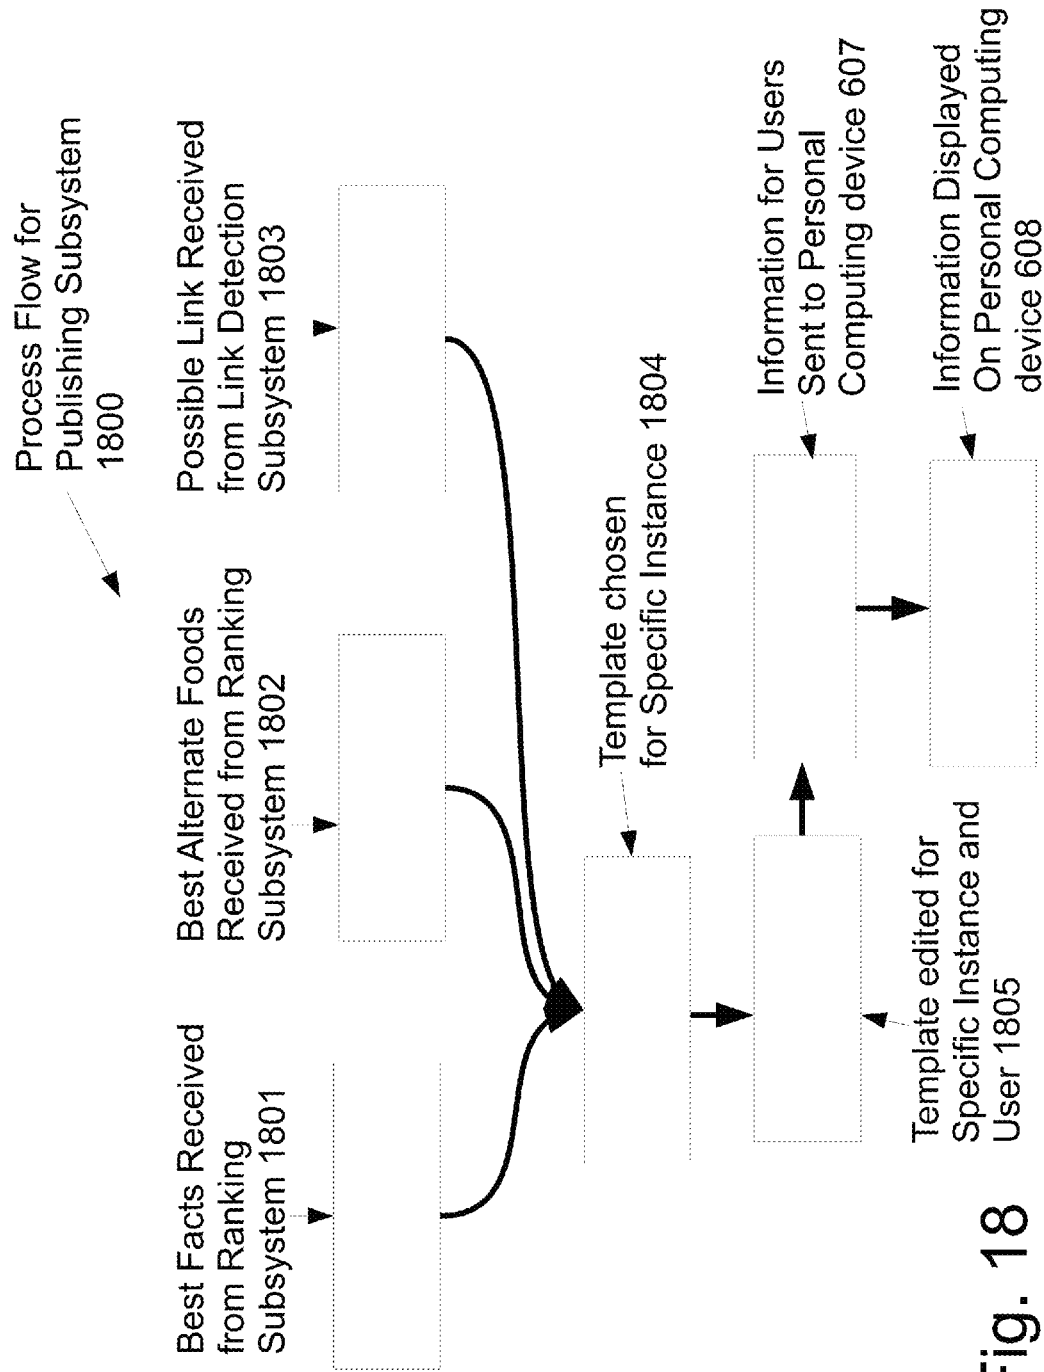 Process Flow for
Publishing Subsystem
1800
Best Facts Received
from Ranking
Subsystem 1801
Best Alternate Foods
Received from Ranking
Subsystem 1802
Possible Link Received
from Link Detection
Subsystem 1803
Template chosen
for Specific Instance 1804
Template edited for
Specific Instance and
User 1805
Information for Users
Sent to Personal
Computing device 607
Information Displayed
On Personal Computing
device 608
Fig. 18